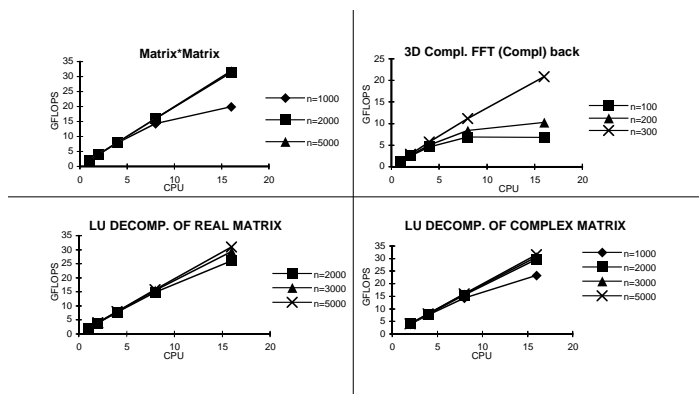 Matrix*Matrix
35
30
25
20
15
10
5
0
GFLOPS
0 5 10 15 20
CPU
n=1000
n=2000
n=5000
3D Compl. FFT (Compl) back
25
20
15
10
5
0
GFLOPS
0 5 10 15 20
CPU
n=100
n=200
n=300
LU DECOMP. OF REAL MATRIX
35
30
25
20
15
10
5
0
GFLOPS
0 5 10 15 20
CPU
n=2000
n=3000
n=5000
LU DECOMP. OF COMPLEX MATRIX
35
30
25
20
15
10
5
0
GFLOPS
0 5 10 15 20
CPU
n=1000
n=2000
n=3000
n=5000